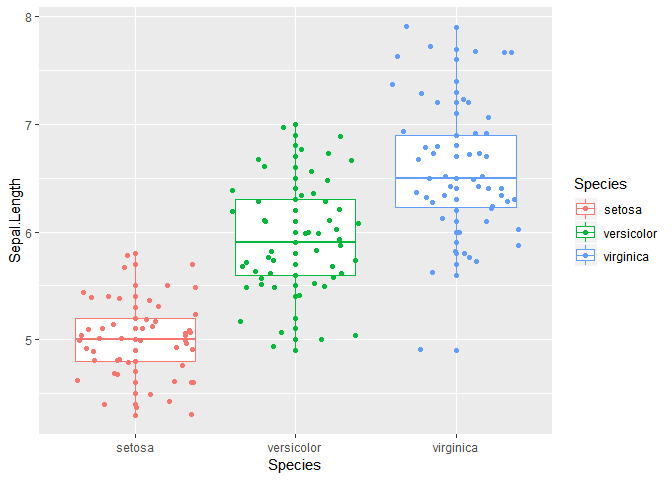 8
7
6
5
Sepal.Length
setosa
versicolor
virginica
Species
Species
setosa
versicolor
virginica